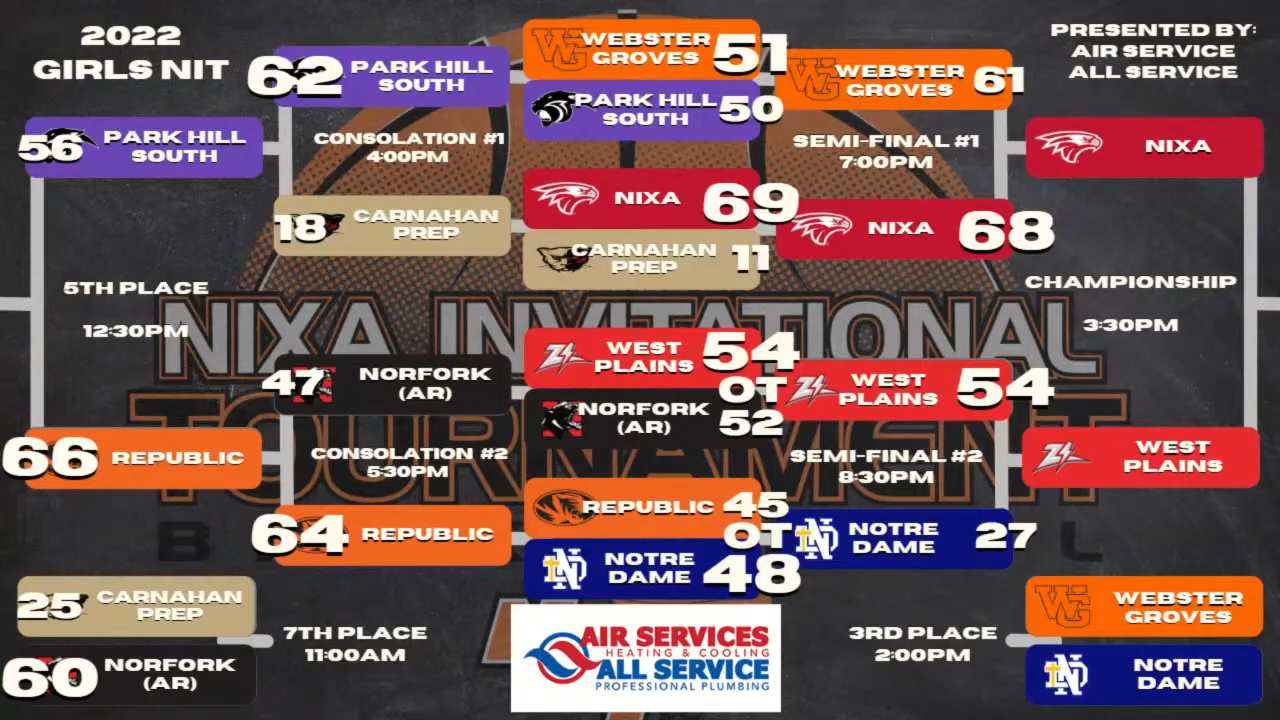 2022
GIRLS NIT
PRESENTED BY:
AIR SERVICE
ALL SERVICE
62 PARK HILL
SOUTH
56 PARK HILL
SOUTH
CONSOLATION #1
4:00PM
18 CARNAHAN
PREP
5TH PLACE
12:30PM
47 NORFORK
(AR)
66 REPUBLIC
CONSOLATION #2
5:30PM
64 REPUBLIC
25 CARNAHAN
PREP
7TH PLACE
11:00AM
60 NORFORK
(AR)
WG WEBSTER
GROVES 51
PARK HILL
SOUTH 50
NIXA 69
CARNAHAN
PREP 11
NIXA INVITATIONAL
TOURNAMENT
WEST
PLAINS 54
OT
NORFORK
(AR) 52
REPUBLIC 45
OT
ND NOTRE
DAME 48
AIR SERVICES
HEATING & COOLING
ALL SERVICE
PROFESSIONAL PLUMBING
WG WEBSTER
GROVES 61
SEMI-FINAL #1
7:00PM
NIXA 68
WEST
PLAINS 54
SEMI-FINAL #2
8:30PM
ND NOTRE
DAME 27
NIXA
CHAMPIONSHIP
3:30PM
WEST
PLAINS
3RD PLACE
2:00PM
WG WEBSTER
GROVES
ND NOTRE
DAME